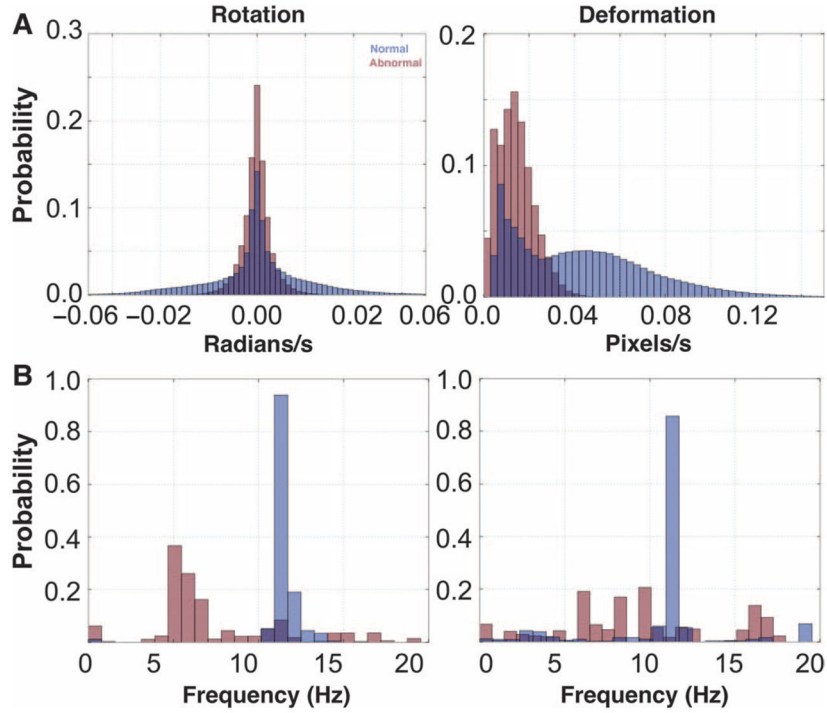 A
Rotation
Deformation
Normal
Abnormal
Probability
0.3
0.2
0.1
0.0
−0.06 −0.02 0.00 0.02 0.06
Radians/s
0.2
0.1
0.0
0.0 0.04 0.08 0.12
Pixels/s
B
Probability
1.0
0.8
0.6
0.4
0.2
0 5 10 15 20
Frequency (Hz)
1.0
0.8
0.6
0.4
0.2
0 5 10 15 20
Frequency (Hz)